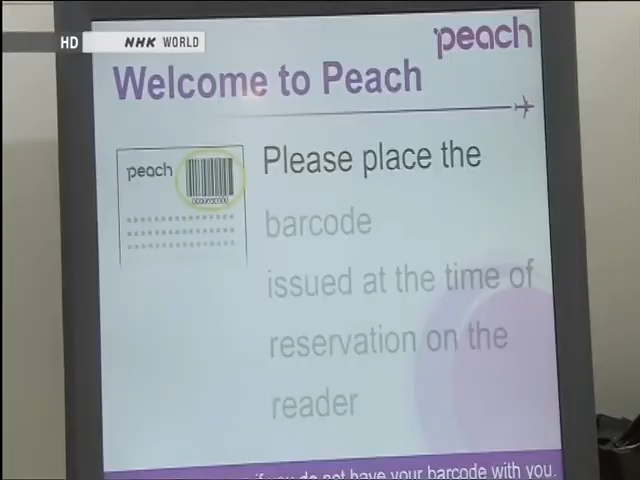 HD NHK WORLD
peach
Welcome to Peach
peach
Please place the
barcode
issued at the time of
reservation on the
reader
if you do not have your barcode with you.